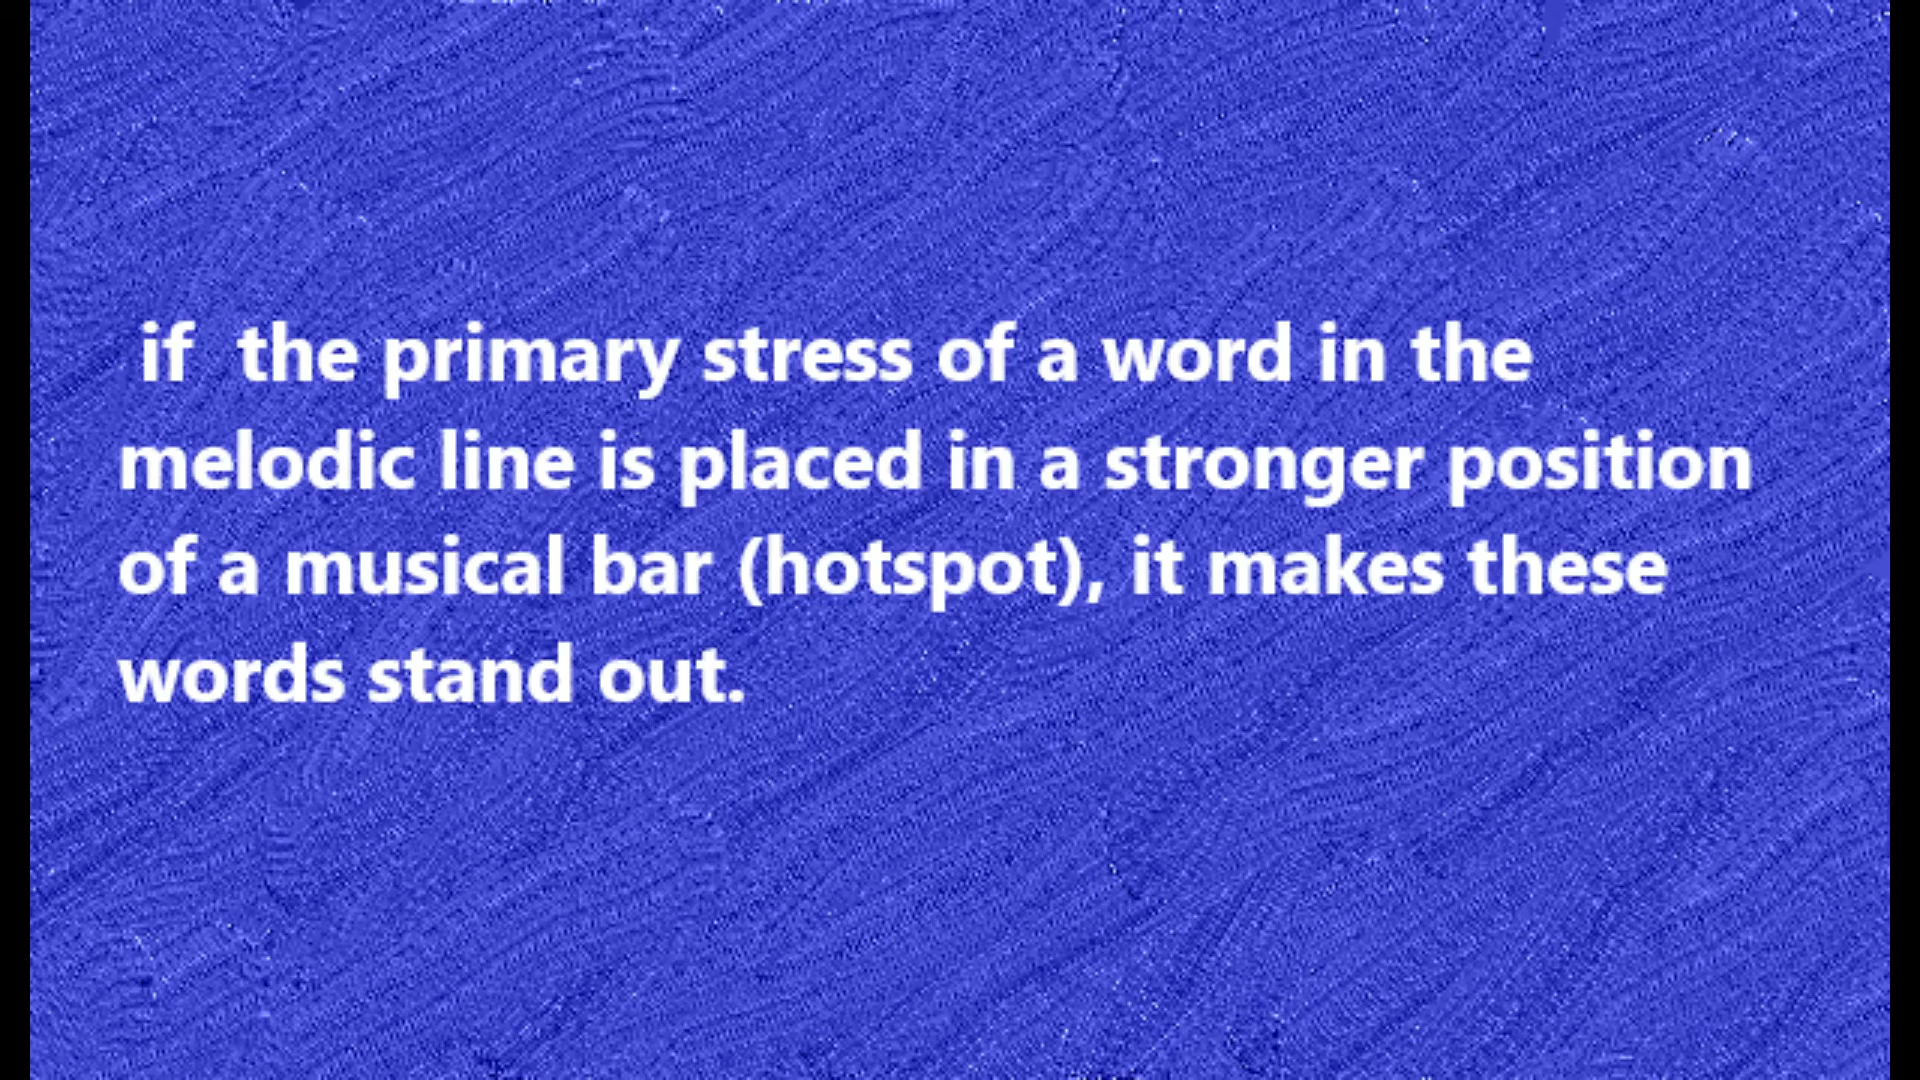 if the primary stress of a word in the
melodic line is placed in a stronger position
of a musical bar (hotspot), it makes these
words stand out.